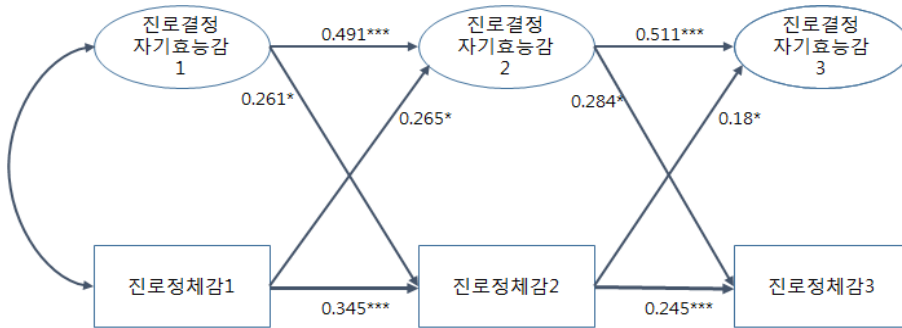 진로결정
자기효능감
1
진로결정
자기효능감
2
진로결정
자기효능감
3
0.491***
0.511***
0.261*
0.265*
0.284*
0.18*
진로정체감1
진로정체감2
진로정체감3
0.345***
0.245***